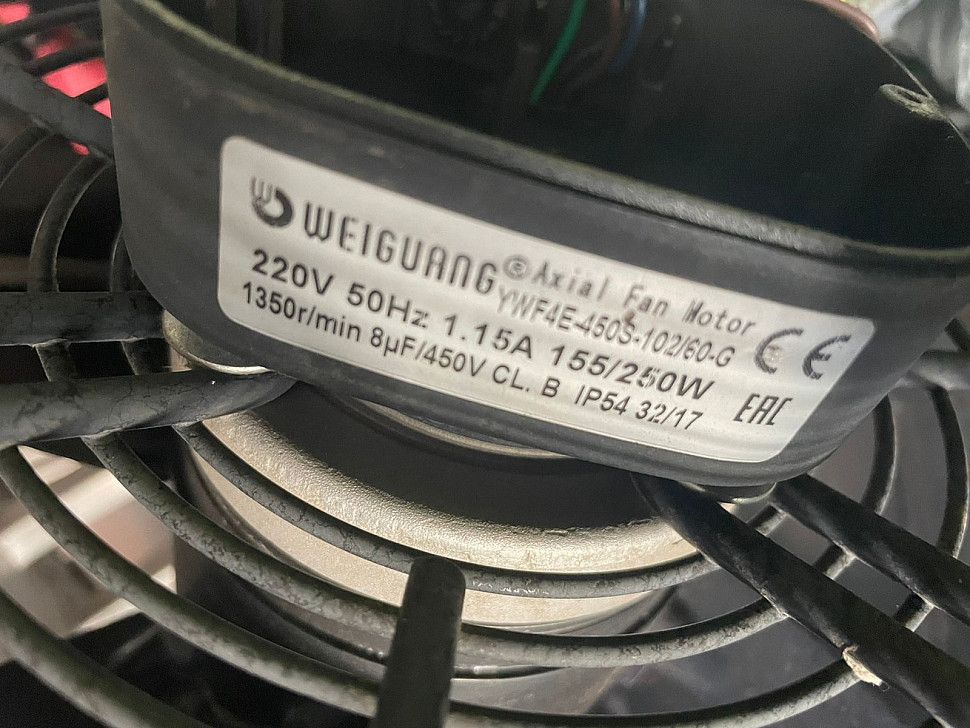 WEIGUANG® Axial Fan Motor
YWF4E-450S-102/60-G
220V 50Hz 1.15A 155/250W
1350r/min 8µF/450V CL. B IP54 32/17
CE
EAC